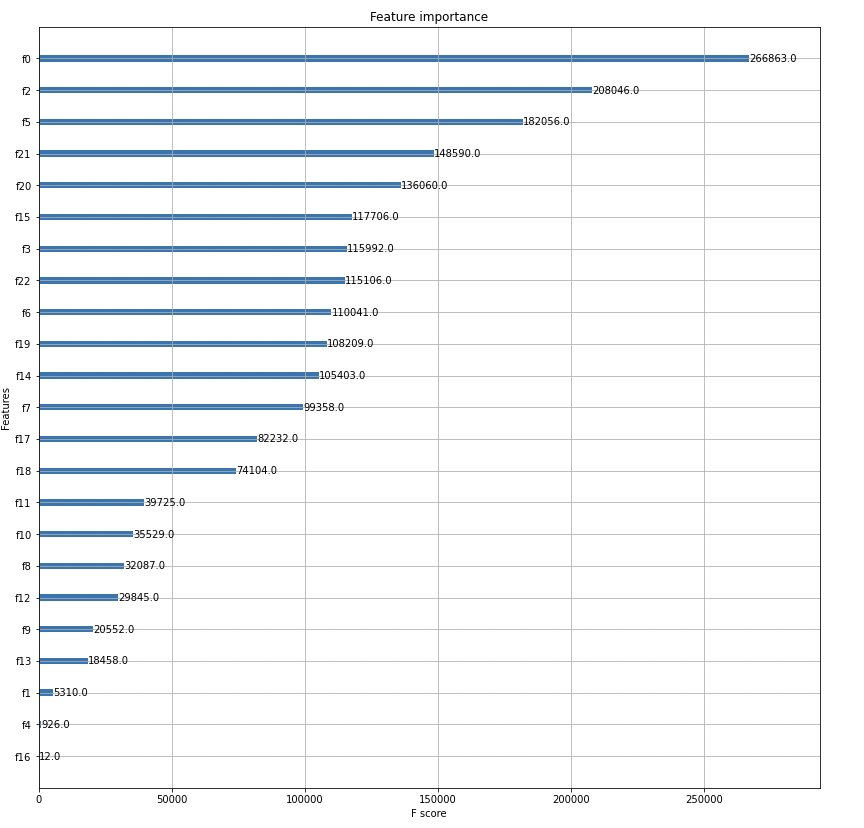 Feature importance
f0 266863.0
f2 208046.0
f5 182056.0
f21 148590.0
f20 136060.0
f15 117706.0
f3 115992.0
f22 115106.0
f6 110041.0
f19 108209.0
f14 105403.0
f7 99358.0
f17 82232.0
f18 74104.0
f11 39725.0
f10 35529.0
f8 32087.0
f12 29845.0
f9 20552.0
f13 18458.0
f1 5310.0
f4 926.0
f16 12.0
Features
0 50000 100000 150000 200000 250000
F score